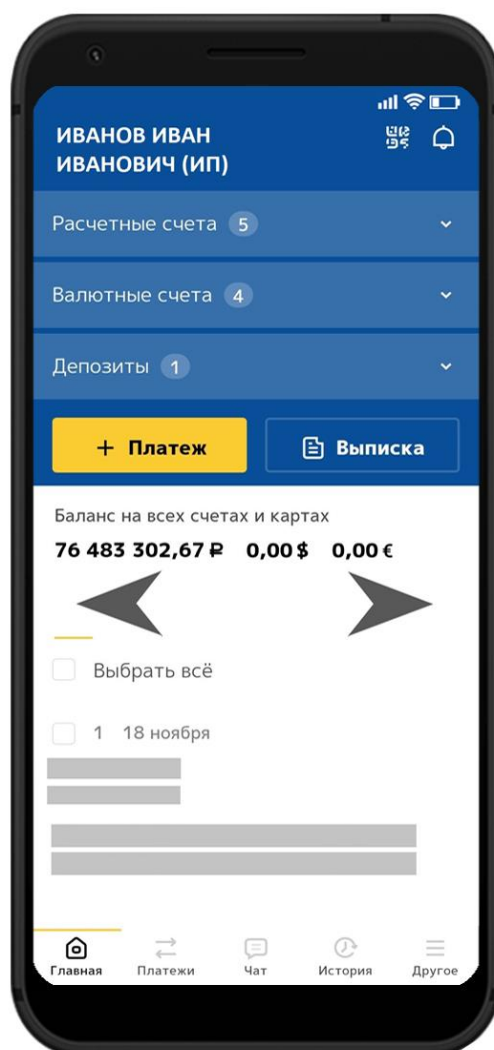 ИВАНОВ ИВАН
ИВАНОВИЧ (ИП)
Расчетные счета 5
Валютные счета 4
Депозиты 1
+ Платеж
Выписка
Баланс на всех счетах и картах
76 483 302,67 ₽ 0,00 $ 0,00 €
Выбрать всё
1 18 ноября
Главная Платежи Чат История Другое